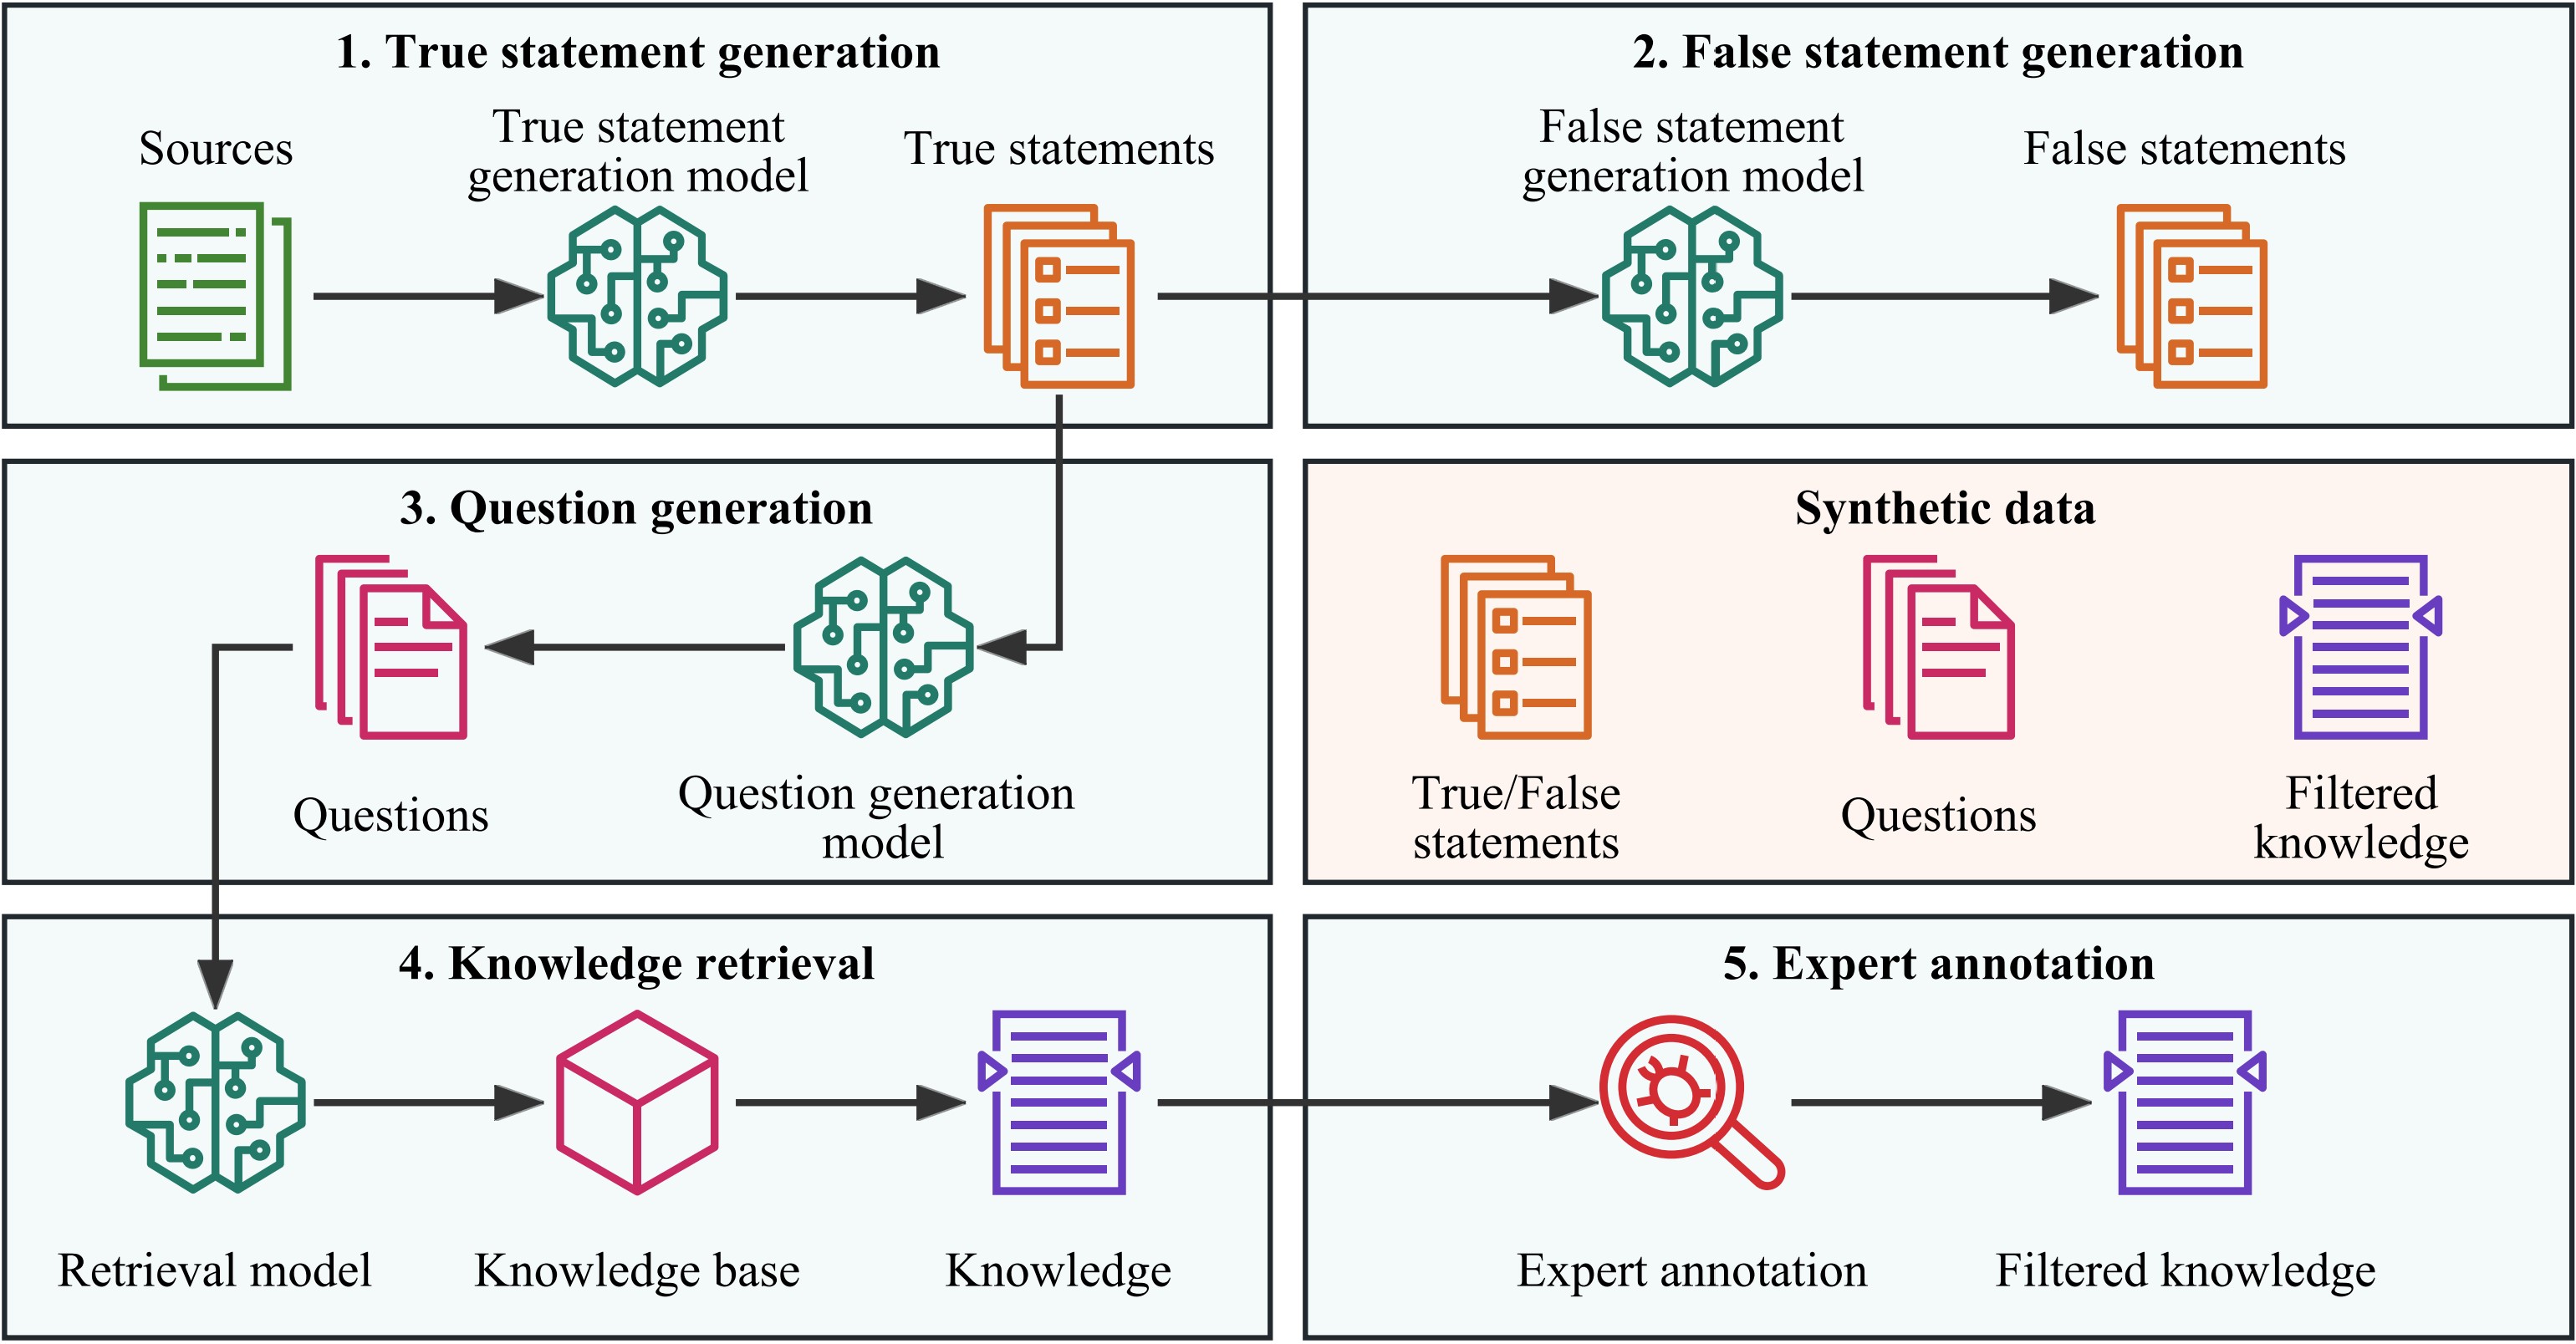 1. True statement generation
Sources
True statement
generation model
True statements
2. False statement generation
False statement
generation model
False statements
3. Question generation
Questions
Question generation
model
Synthetic data
True/False
statements
Questions
Filtered
knowledge
4. Knowledge retrieval
Retrieval model
Knowledge base
Knowledge
5. Expert annotation
Expert annotation
Filtered knowledge